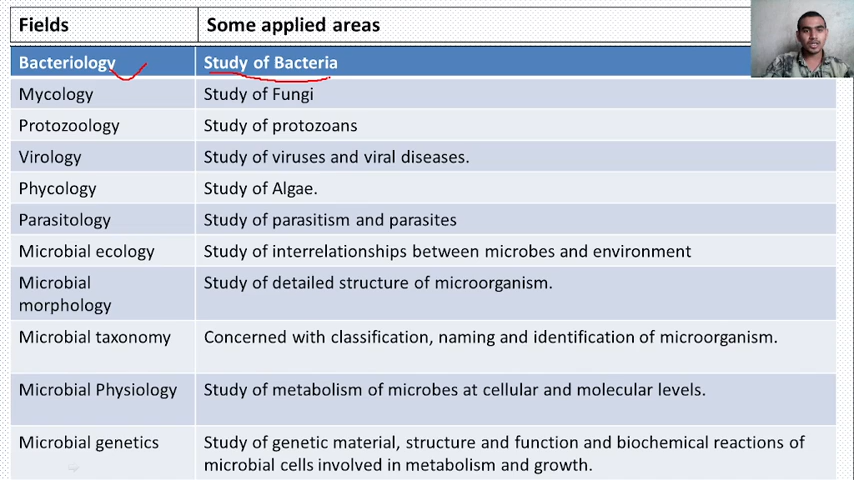 Fields Some applied areas
Bacteriology Study of Bacteria
Mycology Study of Fungi
Protozoology Study of protozoans
Virology Study of viruses and viral diseases.
Phycology Study of Algae.
Parasitology Study of parasitism and parasites
Microbial ecology Study of interrelationships between microbes and environment
Microbial Study of detailed structure of microorganism.
morphology
Microbial taxonomy Concerned with classification, naming and identification of microorganism.
Microbial Physiology Study of metabolism of microbes at cellular and molecular levels.
Microbial genetics Study of genetic material, structure and function and biochemical reactions of
microbial cells involved in metabolism and growth.